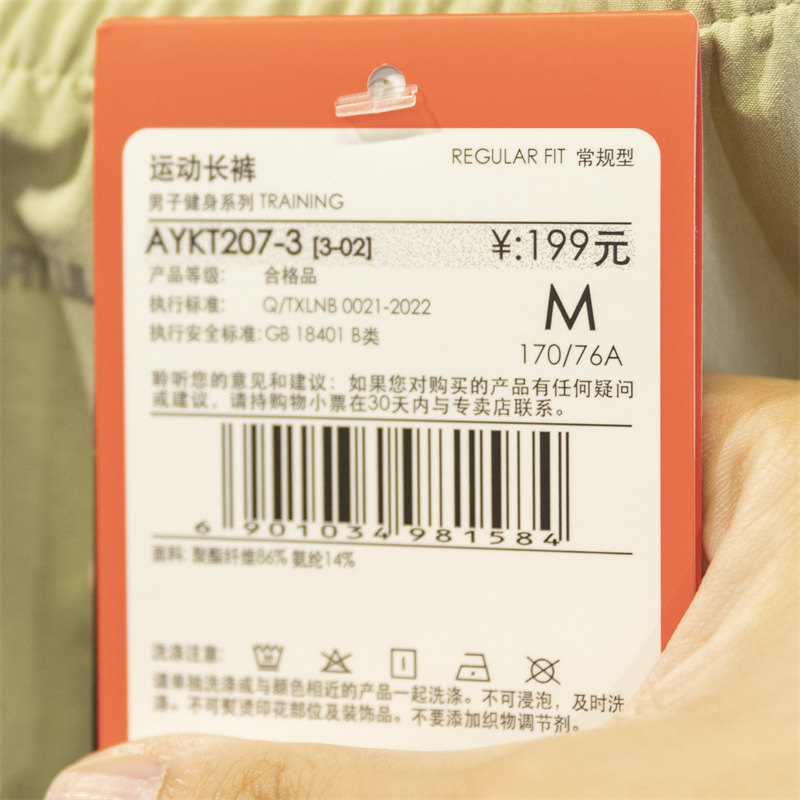 运动长裤
REGULAR FIT 常规型
男子健身系列 TRAINING
AYKT207-3 [3-02]
¥:199元
产品等级: 合格品
执行标准: Q/TXLNB 0021-2022
执行安全标准:GB 18401 B类
M
170/76A
聆听您的意见和建议：如果您对购买的产品有任何疑问
或建议，请持购物小票在30天内与专卖店联系。
6 901034 981584
面料: 聚酯纤维86% 氨纶14%
洗涤注意:
请单独洗涤或与颜色相近的产品一起洗涤。不可浸泡，及时洗
涤。不可熨烫印花部位及装饰品。不要添加织物调节剂。